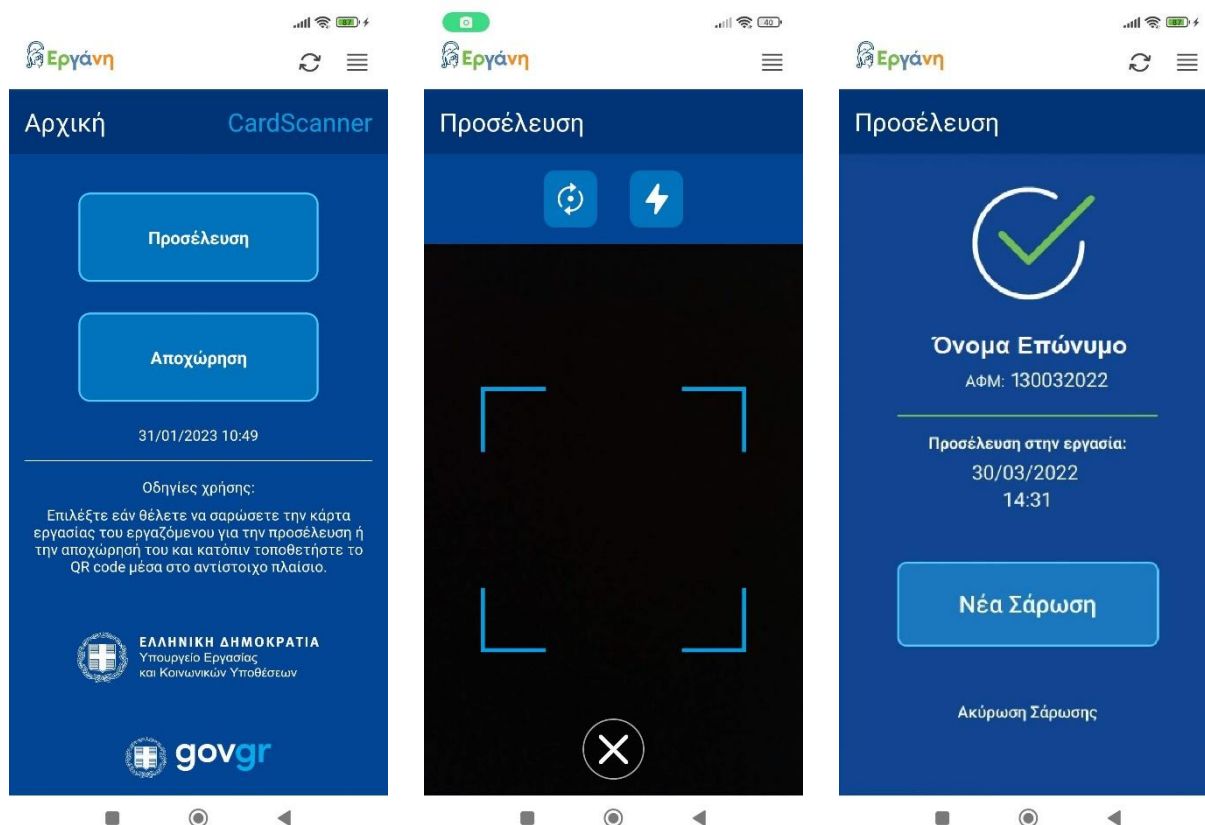 87
Εργάνη
Αρχική
CardScanner
Προσέλευση
Αποχώρηση
31/01/2023 10:49
Οδηγίες χρήσης:
Επιλέξτε εάν θέλετε να σαρώσετε την κάρτα
εργασίας του εργαζόμενου για την προσέλευση ή
την αποχώρησή του και κατόπιν τοποθετήστε το
QR code μέσα στο αντίστοιχο πλαίσιο.
ΕΛΛΗΝΙΚΗ ΔΗΜΟΚΡΑΤΙΑ
Υπουργείο Εργασίας
και Κοινωνικών Υποθέσεων
govgr
40
Εργάνη
Προσέλευση
87
Εργάνη
Προσέλευση
Όνομα Επώνυμο
ΑΦΜ: 130032022
Προσέλευση στην εργασία:
30/03/2022
14:31
Νέα Σάρωση
Ακύρωση Σάρωσης